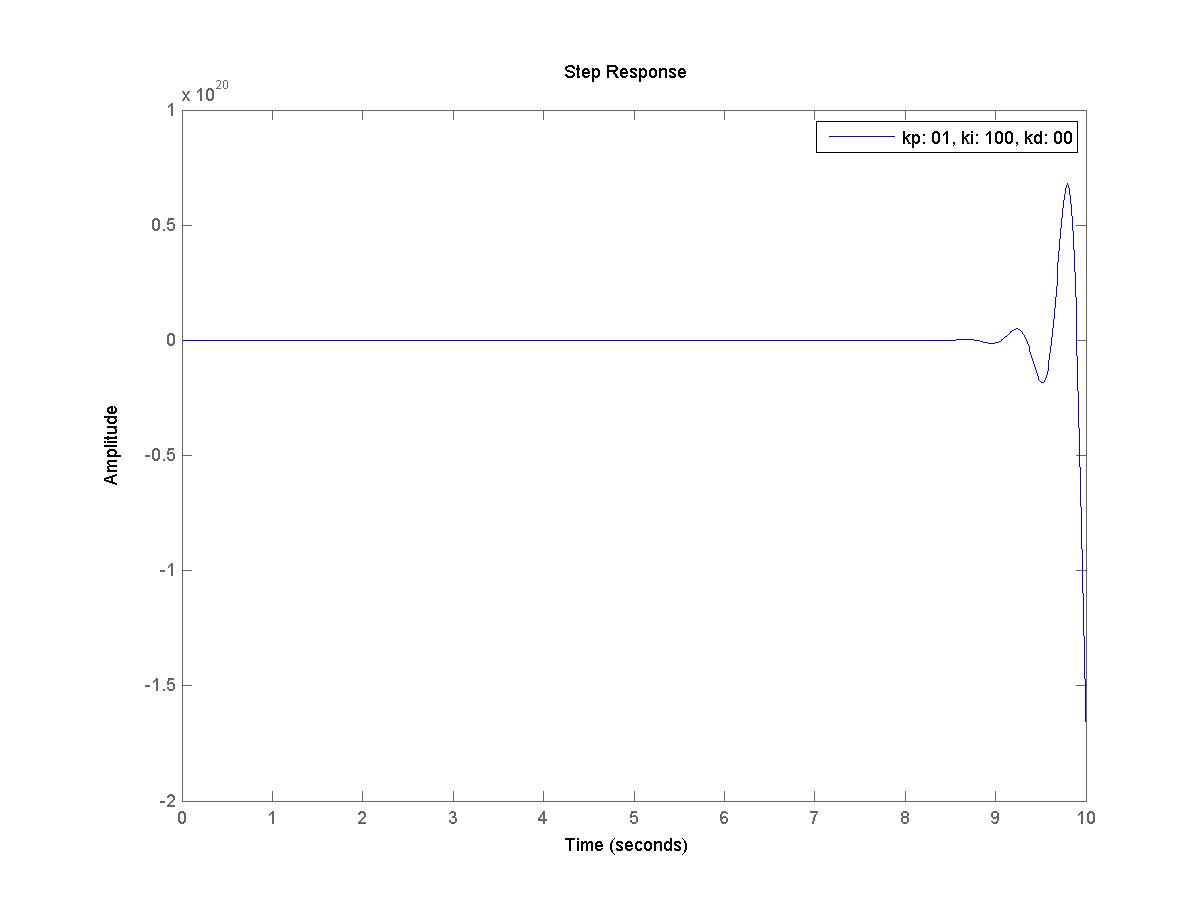 Step Response
x 10^20
kp: 01, ki: 100, kd: 00
1
0.5
0
-0.5
-1
-1.5
-2
Amplitude
0 1 2 3 4 5 6 7 8 9 10
Time (seconds)